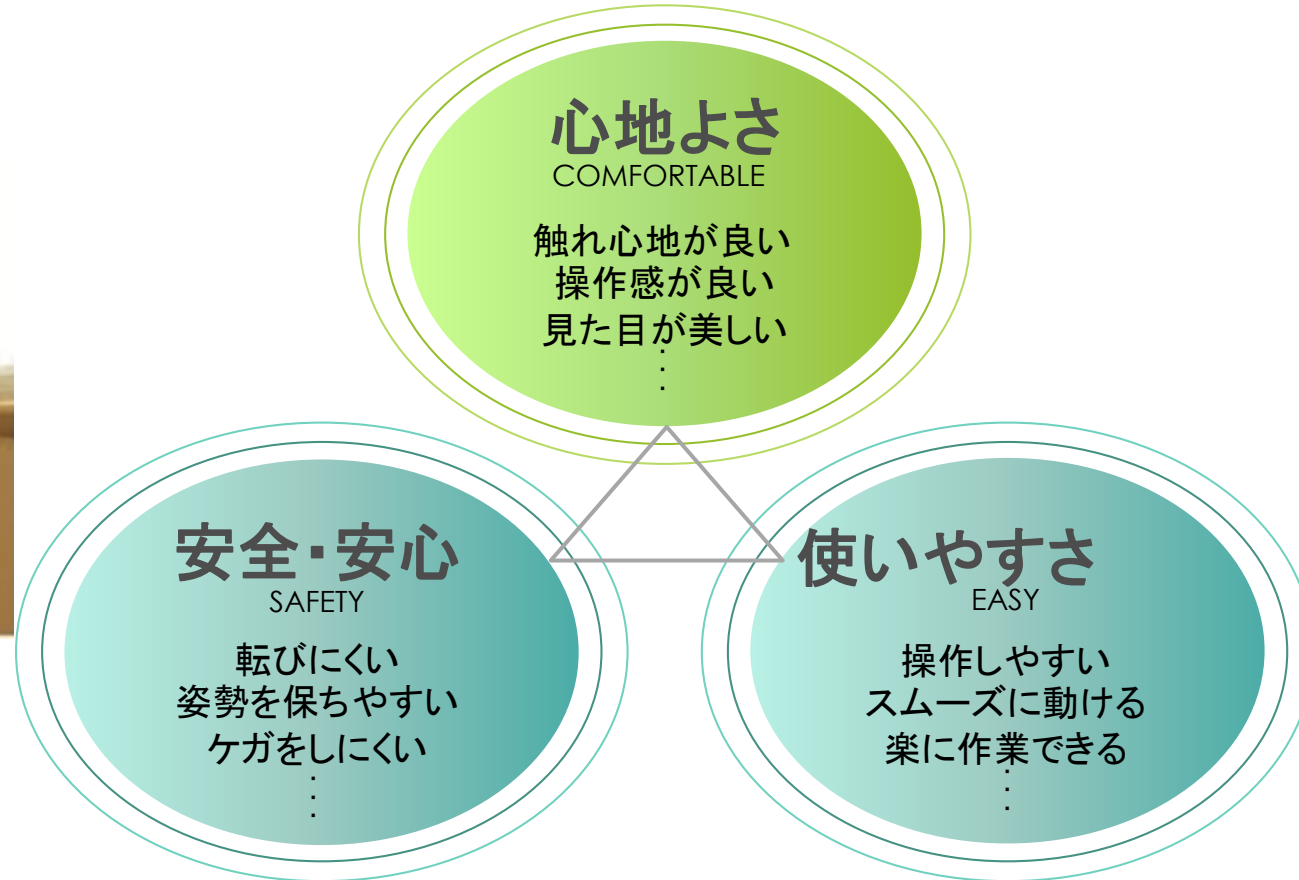 心地よさ
COMFORTABLE
触れ心地が良い
操作感が良い
見た目が美しい
:
.
安全・安心
SAFETY
転びにくい
姿勢を保ちやすい
ケガをしにくい
:
.
使いやすさ
EASY
操作しやすい
スムーズに動ける
楽に作業できる
:
.